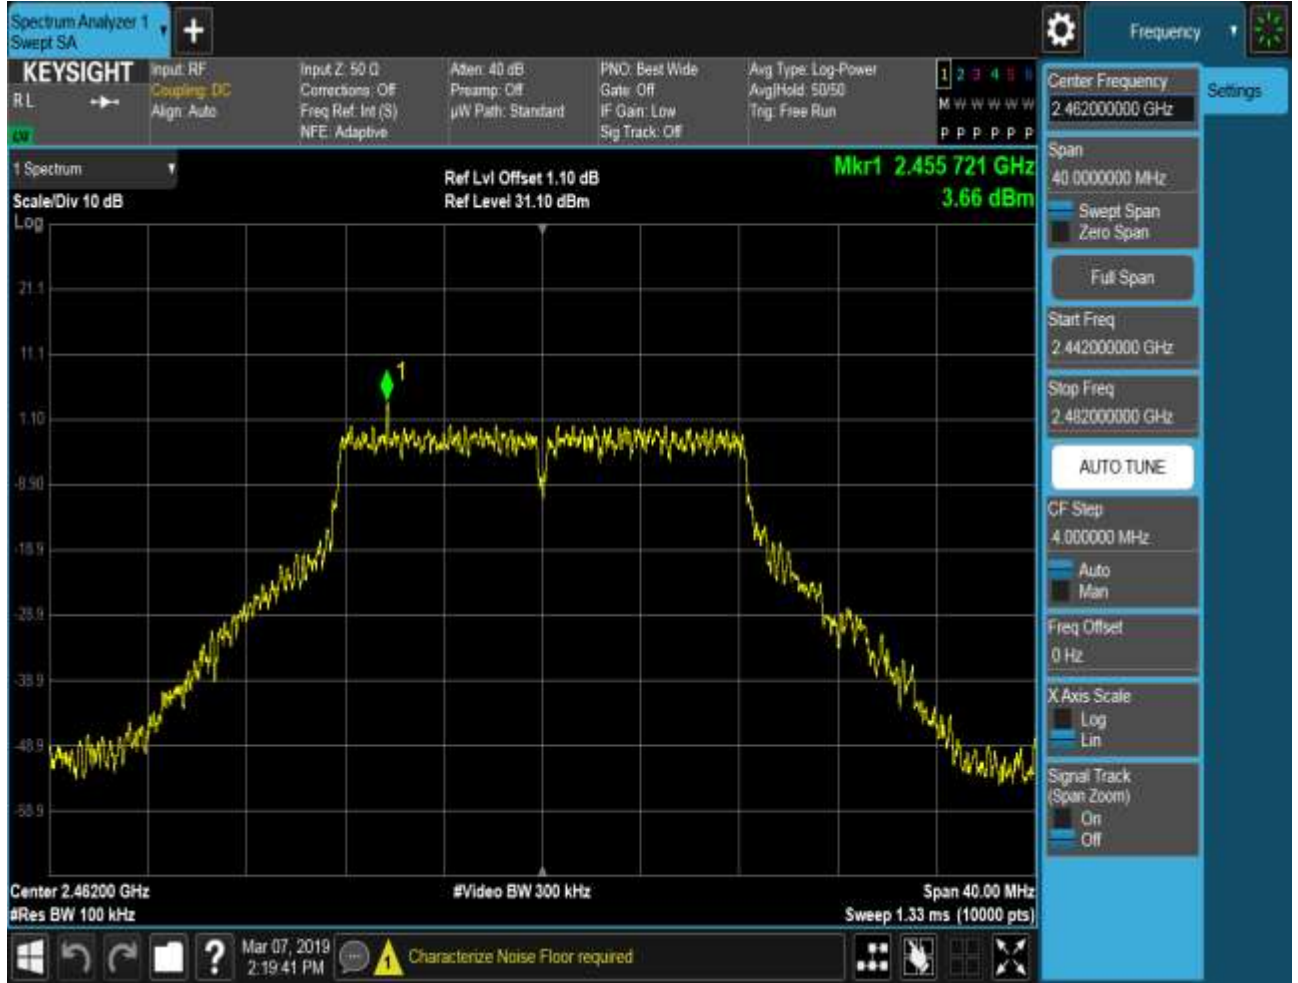 Spectrum Analyzer 1
Swept SA
+
Frequency
KEYSIGHT
RL
Input: RF
Coupling: DC
Align: Auto
Input Z: 50 Ω
Corrections: Off
Freq Ref: Int (S)
NFE: Adaptive
Atten: 40 dB
Preamp: Off
µW Path: Standard
PNO: Best Wide
Gate: Off
IF Gain: Low
Sig Track: Off
Avg Type: Log-Power
Avg|Hold: 50/50
Trig: Free Run
1 2 3 4 5 6
M W W W W W
P P P P P P
1 Spectrum
Scale/Div 10 dB
Log
Ref Lvl Offset 1.10 dB
Ref Level 31.10 dBm
Mkr1 2.455 721 GHz
3.66 dBm
21.1
11.1
1.10
-8.90
-18.9
-28.9
-38.9
-48.9
-58.9
1
Center 2.46200 GHz
#Res BW 100 kHz
#Video BW 300 kHz
Span 40.00 MHz
Sweep 1.33 ms (10000 pts)
Center Frequency
2.462000000 GHz
Settings
Span
40.0000000 MHz
Swept Span
Zero Span
Full Span
Start Freq
2.442000000 GHz
Stop Freq
2.482000000 GHz
AUTO TUNE
CF Step
4.000000 MHz
Auto
Man
Freq Offset
0 Hz
X Axis Scale
Log
Lin
Signal Track
(Span Zoom)
On
Off
?
Mar 07, 2019
2:19:41 PM
1
Characterize Noise Floor required